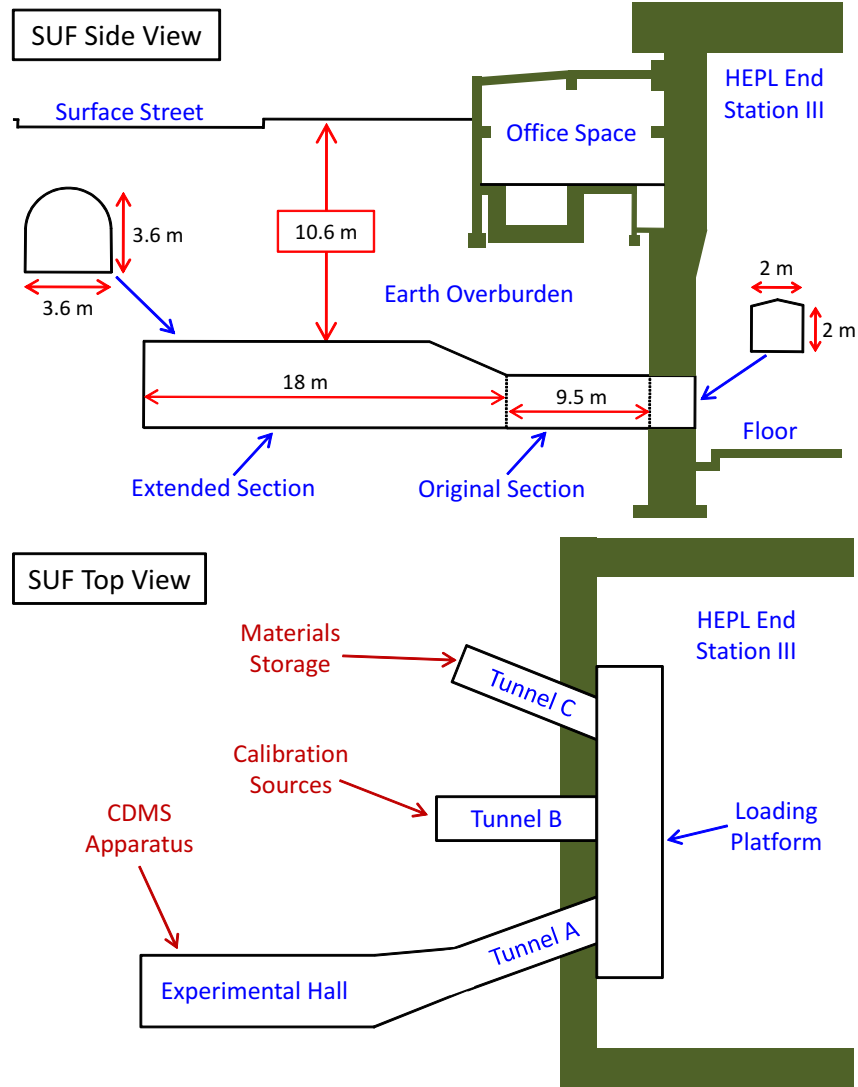 SUF Side View
HEPL End
Station III
Surface Street
Office Space
3.6 m
10.6 m
3.6 m
Earth Overburden
2 m
2 m
18 m
9.5 m
Floor
Extended Section
Original Section
SUF Top View
HEPL End
Station III
Materials
Storage
Tunnel C
Calibration
Sources
CDMS
Apparatus
Tunnel B
Loading
Platform
Tunnel A
Experimental Hall